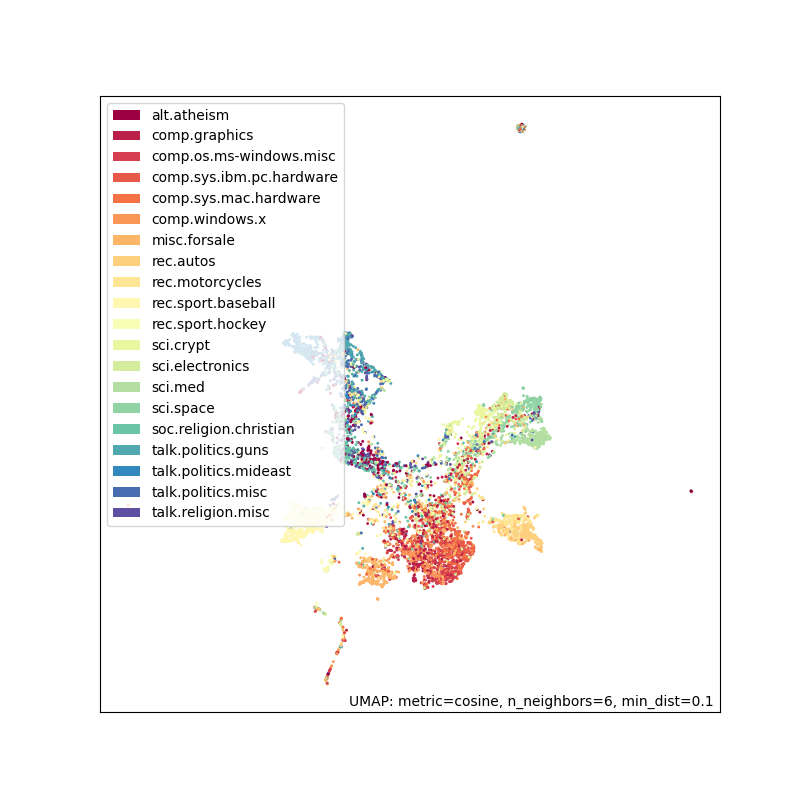 alt.atheism
comp.graphics
comp.os.ms-windows.misc
comp.sys.ibm.pc.hardware
comp.sys.mac.hardware
comp.windows.x
misc.forsale
rec.autos
rec.motorcycles
rec.sport.baseball
rec.sport.hockey
sci.crypt
sci.electronics
sci.med
sci.space
soc.religion.christian
talk.politics.guns
talk.politics.mideast
talk.politics.misc
talk.religion.misc
UMAP: metric=cosine, n_neighbors=6, min_dist=0.1